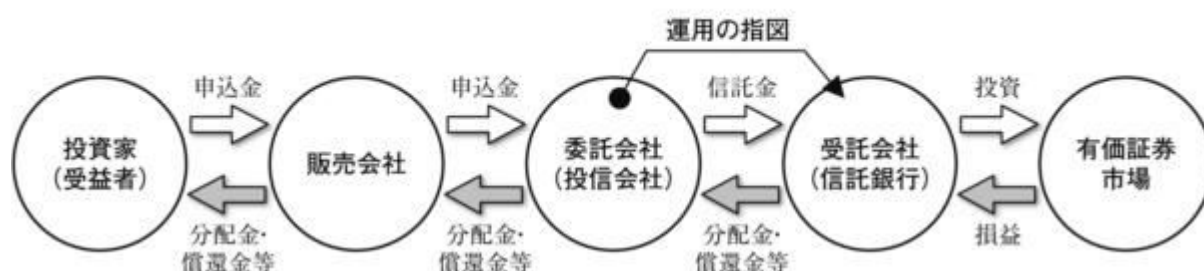 運用の指図
申込金
申込金
信託金
投資
投資家
(受益者)
販売会社
委託会社
(投信会社)
受託会社
(信託銀行)
有価証券
市場
分配金・
償還金等
分配金・
償還金等
分配金・
償還金等
損益